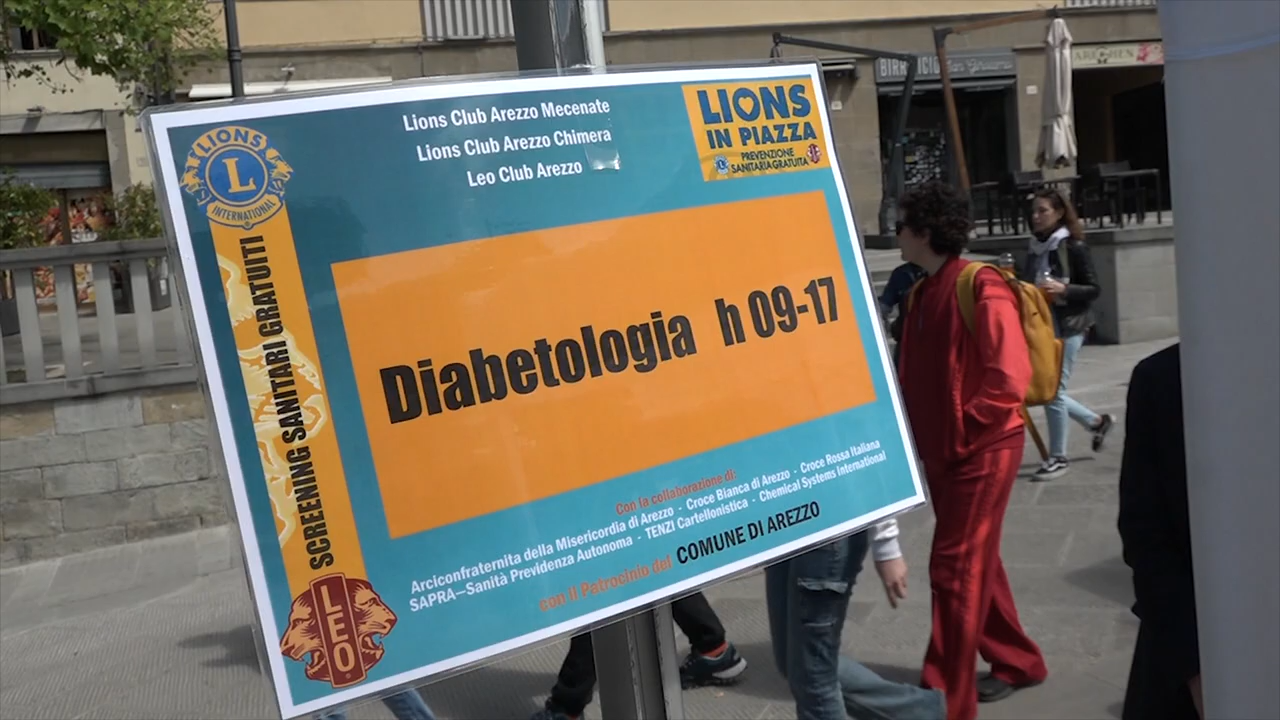 Lions Club Arezzo Mecenate
Lions Club Arezzo Chimera
Leo Club Arezzo
LIONS
L
INTERNATIONAL
LIONS
IN PIAZZA
PREVENZIONE
SANITARIA GRATUITA
SCREENING SANITARI GRATUITI
Diabetologia h 09-17
Con la collaborazione di:
Arciconfraternita della Misericordia di Arezzo - Croce Bianca di Arezzo - Croce Rossa Italiana
SAPRA—Sanità Previdenza Autonoma - TENZI Cartellonistica - Chemical Systems International
con il Patrocinio del COMUNE DI AREZZO
LEO